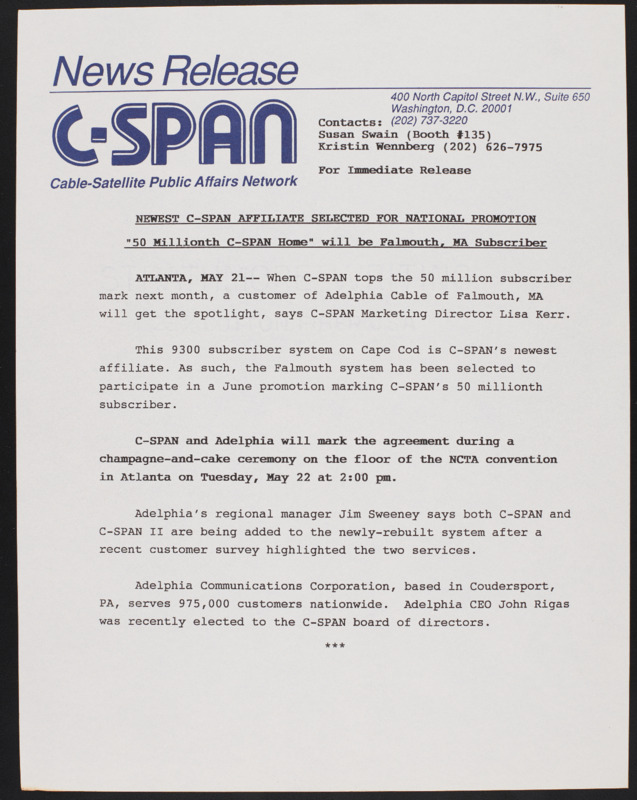 News Release
400 North Capitol Street N.W., Suite 650
Washington, D.C. 20001
(202) 737-3220
C-SPAN
Cable-Satellite Public Affairs Network
Contacts:
Susan Swain (Booth #135)
Kristin Wennberg (202) 626-7975
For Immediate Release
NEWEST C-SPAN AFFILIATE SELECTED FOR NATIONAL PROMOTION
"50 Millionth C-SPAN Home" will be Falmouth, MA Subscriber
ATLANTA, MAY 21-- When C-SPAN tops the 50 million subscriber
mark next month, a customer of Adelphia Cable of Falmouth, MA
will get the spotlight, says C-SPAN Marketing Director Lisa Kerr.
This 9300 subscriber system on Cape Cod is C-SPAN's newest
affiliate. As such, the Falmouth system has been selected to
participate in a June promotion marking C-SPAN's 50 millionth
subscriber.
C-SPAN and Adelphia will mark the agreement during a
champagne-and-cake ceremony on the floor of the NCTA convention
in Atlanta on Tuesday, May 22 at 2:00 pm.
Adelphia's regional manager Jim Sweeney says both C-SPAN and
C-SPAN II are being added to the newly-rebuilt system after a
recent customer survey highlighted the two services.
Adelphia Communications Corporation, based in Coudersport,
PA, serves 975,000 customers nationwide.  Adelphia CEO John Rigas
was recently elected to the C-SPAN board of directors.
***